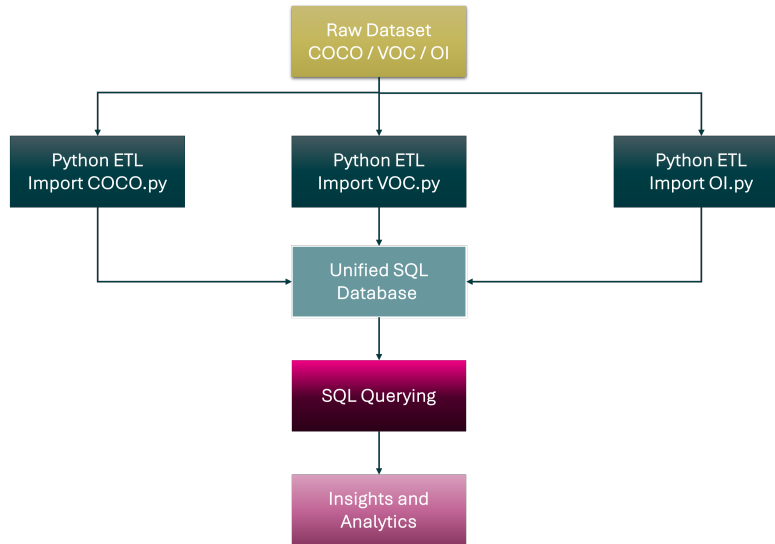 Raw Dataset
COCO / VOC / OI
Python ETL
Import COCO.py
Python ETL
Import VOC.py
Python ETL
Import OI.py
Unified SQL
Database
SQL Querying
Insights and
Analytics